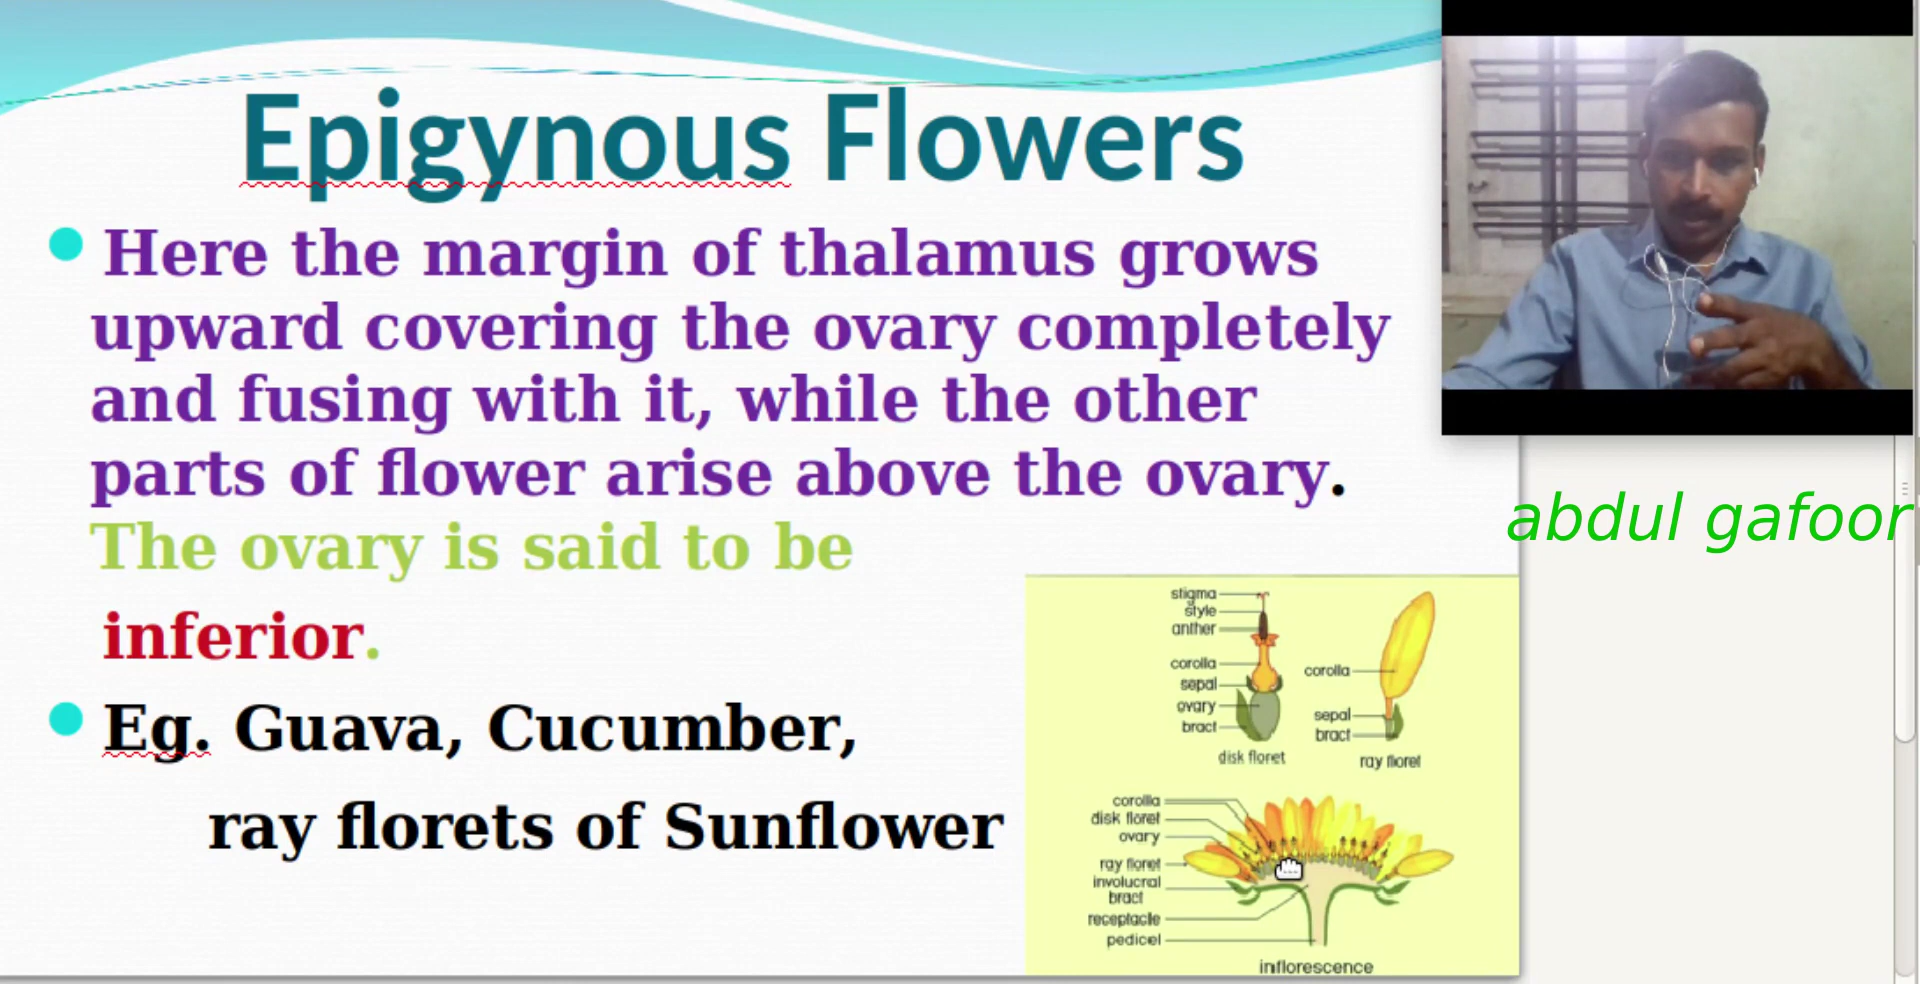 Epigynous Flowers
Here the margin of thalamus grows
upward covering the ovary completely
and fusing with it, while the other
parts of flower arise above the ovary.
The ovary is said to be
inferior.
Eg. Guava, Cucumber,
ray florets of Sunflower
abdul gafoor
stigma
style
anther
corolla
sepal
ovary
bract
disk floret
corolla
sepal
bract
ray floret
corolla
disk floret
ovary
ray floret
involucral
bract
receptacle
pedicel
inflorescence